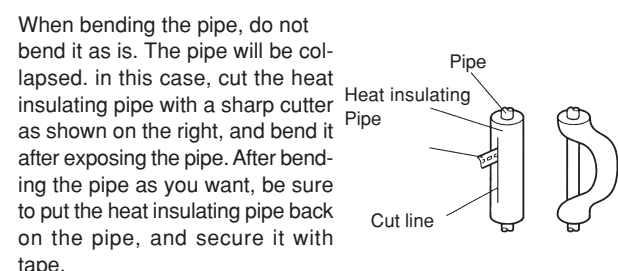 When bending the pipe, do not
bend it as is. The pipe will be col-
lapsed. in this case, cut the heat
insulating pipe with a sharp cutter
as shown on the right, and bend it
after exposing the pipe. After bend-
ing the pipe as you want, be sure
to put the heat insulating pipe back
on the pipe, and secure it with
tape.
Pipe
Heat insulating
Pipe
Cut line